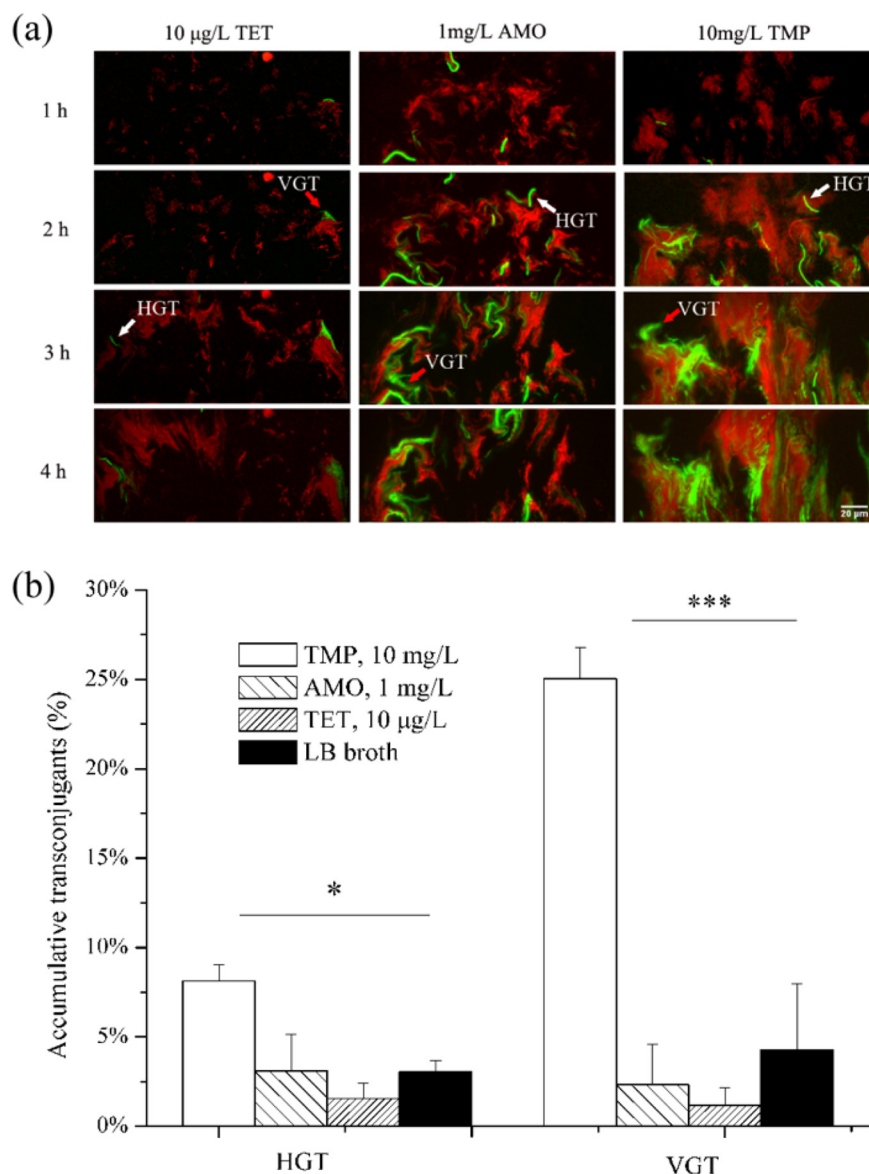 (a)
10 μg/L TET 1mg/L AMO 10mg/L TMP
1 h
2 h
VGT
HGT
HGT
3 h
HGT
VGT
VGT
4 h
20 μm
(b)
30%
25%
20%
15%
10%
5%
0%
Accumulative transconjugants (%)
TMP, 10 mg/L
AMO, 1 mg/L
TET, 10 μg/L
LB broth
*
***
HGT VGT